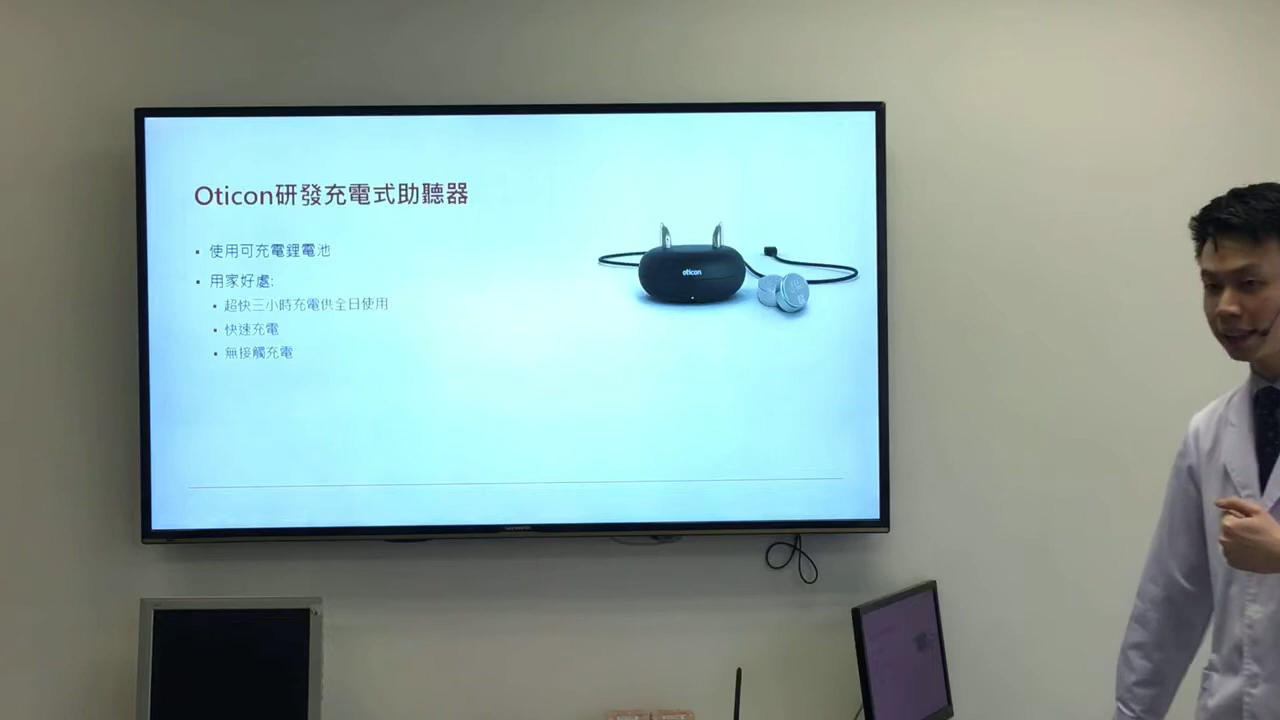 Oticon研發充電式助聽器
▪ 使用可充電鋰電池
▪ 用家好處:
▪ 超快三小時充電供全日使用
▪ 快速充電
▪ 無接觸充電
oticon